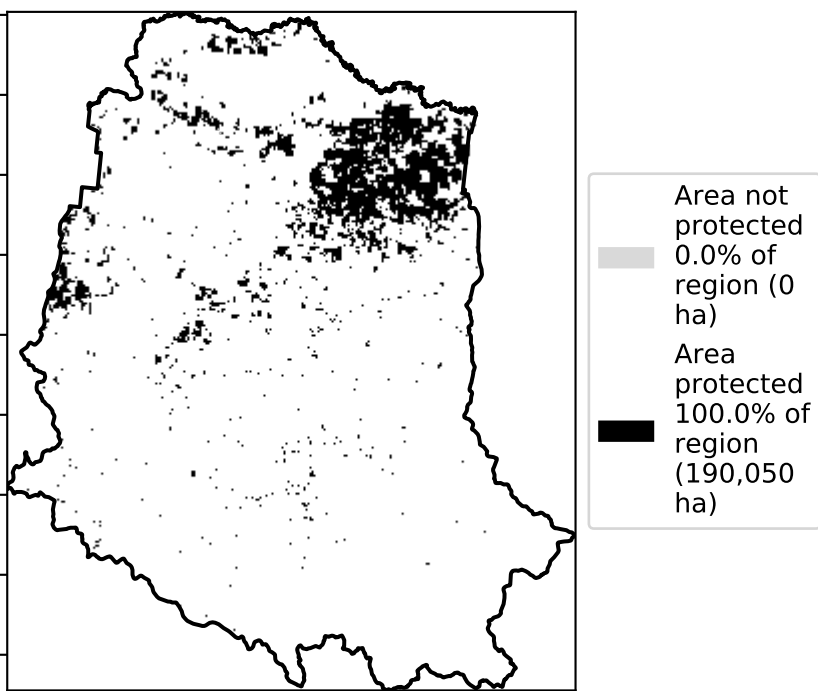 Area not
protected
0.0% of
region (0
ha)
Area
protected
100.0% of
region
(190,050
ha)